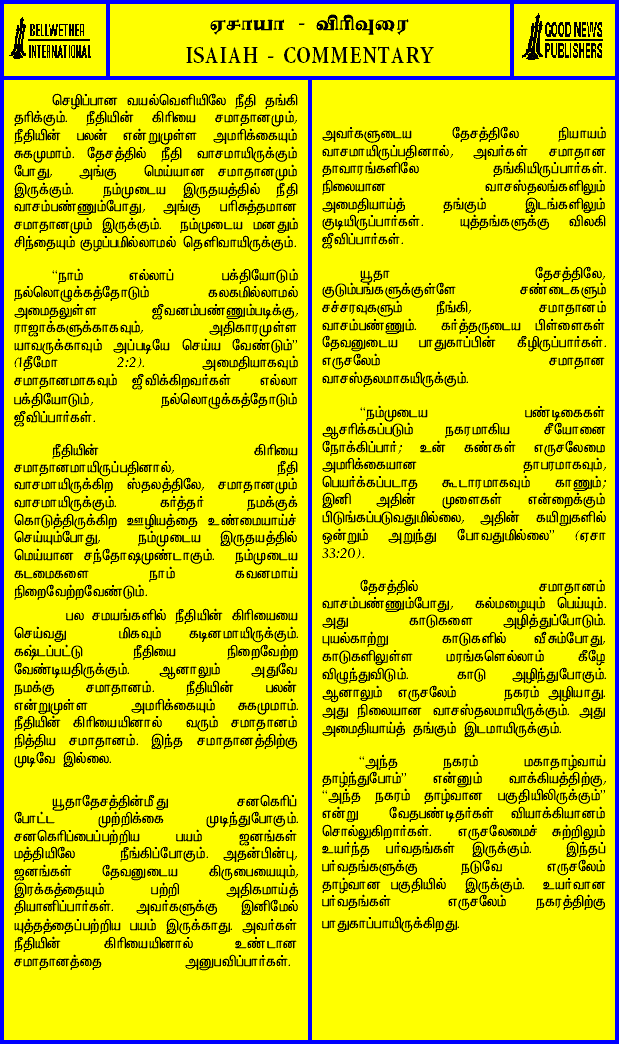 BELLWETHER
INTERNATIONAL
ஏசாயா - விரிவுரை
ISAIAH - COMMENTARY
GOOD NEWS
PUBLISHERS
செழிப்பான வயல்வெளியிலே நீதி தங்கி
தரிக்கும். நீதியின் கிரியை சமாதானமும்,
நீதியின் பலன் என்றுமுள்ள அமரிக்கையும்
சுகமுமாம். தேசத்தில் நீதி வாசமாயிருக்கும்
போது, அங்கு மெய்யான சமாதானமும்
இருக்கும். நம்முடைய இருதயத்தில் நீதி
வாசம்பண்ணும்போது, அங்கு பரிசுத்தமான
சமாதானமும் இருக்கும். நம்முடைய மனதும்
சிந்தையும் குழப்பமில்லாமல் தெளிவாயிருக்கும்.
“நாம் எல்லாப் பக்தியோடும்
நல்லொழுக்கத்தோடும் கலகமில்லாமல்
அமைதலுள்ள ஜீவனம்பண்ணும்படிக்கு,
ராஜாக்களுக்காகவும், அதிகாரமுள்ள
யாவருக்காவும் அப்படியே செய்ய வேண்டும்”
(1தீமோ 2:2). அமைதியாகவும்
சமாதானமாகவும் ஜீவிக்கிறவர்கள் எல்லா
பக்தியோடும், நல்லொழுக்கத்தோடும்
ஜீவிப்பார்கள்.
நீதியின் கிரியை
சமாதானமாயிருப்பதினால், நீதி
வாசமாயிருக்கிற ஸ்தலத்திலே, சமாதானமும்
வாசமாயிருக்கும். கர்த்தர் நமக்குக்
கொடுத்திருக்கிற ஊழியத்தை உண்மையாய்ச்
செய்யும்போது, நம்முடைய இருதயத்தில்
மெய்யான சந்தோஷமுண்டாகும். நம்முடைய
கடமைகளை நாம் கவனமாய்
நிறைவேற்றவேண்டும்.
பல சமயங்களில் நீதியின் கிரியையை
செய்வது மிகவும் கடினமாயிருக்கும்.
கஷ்டப்பட்டு நீதியை நிறைவேற்ற
வேண்டியதிருக்கும். ஆனாலும் அதுவே
நமக்கு சமாதானம். நீதியின் பலன்
என்றுமுள்ள அமரிக்கையும் சுகமுமாம்.
நீதியின் கிரியையினால் வரும் சமாதானம்
நித்திய சமாதானம். இந்த சமாதானத்திற்கு
முடிவே இல்லை.
யூதாதேசத்தின்மீது சனகெரிப்
போட்ட முற்றிக்கை முடிந்துபோகும்.
சனகெரிப்பைப்பற்றிய பயம் ஜனங்கள்
மத்தியிலே நீங்கிப்போகும். அதன்பின்பு,
ஜனங்கள் தேவனுடைய கிருபையையும்,
இரக்கத்தையும் பற்றி அதிகமாய்த்
தியானிப்பார்கள். அவர்களுக்கு இனிமேல்
யுத்தத்தைப்பற்றிய பயம் இருக்காது. அவர்கள்
நீதியின் கிரியையினால் உண்டான
சமாதானத்தை அனுபவிப்பார்கள்.
அவர்களுடைய தேசத்திலே நியாயம்
வாசமாயிருப்பதினால், அவர்கள் சமாதான
தாவாரங்களிலே தங்கியிருப்பார்கள்.
நிலையான வாசஸ்தலங்களிலும்
அமைதியாய்த் தங்கும் இடங்களிலும்
குடியிருப்பார்கள். யுத்தங்களுக்கு விலகி
ஜீவிப்பார்கள்.
யூதா தேசத்திலே,
குடும்பங்களுக்குள்ளே சண்டைகளும்
சச்சரவுகளும் நீங்கி, சமாதானம்
வாசம்பண்ணும். கர்த்தருடைய பிள்ளைகள்
தேவனுடைய பாதுகாப்பின் கீழிருப்பார்கள்.
எருசலேம் சமாதான
வாசஸ்தலமாகயிருக்கும்.
“நம்முடைய பண்டிகைகள்
ஆசரிக்கப்படும் நகரமாகிய சீயோனை
நோக்கிப்பார்; உன் கண்கள் எருசலேமை
அமரிக்கையான தாபரமாகவும்,
பெயர்க்கப்படாத கூடாரமாகவும் காணும்;
இனி அதின் முளைகள் என்றைக்கும்
பிடுங்கப்படுவதுமில்லை, அதின் கயிறுகளில்
ஒன்றும் அறுந்து போவதுமில்லை” (ஏசா
33:20).
தேசத்தில் சமாதானம்
வாசம்பண்ணும்போது, கல்மழையும் பெய்யும்.
அது காடுகளை அழித்துப்போடும்.
புயல்காற்று காடுகளில் வீசும்போது,
காடுகளிலுள்ள மரங்களெல்லாம் கீழே
விழுந்துவிடும். காடு அழிந்துபோகும்.
ஆனாலும் எருசலேம் நகரம் அழியாது.
அது நிலையான வாசஸ்தலமாயிருக்கும். அது
அமைதியாய்த் தங்கும் இடமாயிருக்கும்.
“அந்த நகரம் மகாதாழ்வாய்
தாழ்ந்துபோம்” என்னும் வாக்கியத்திற்கு,
“அந்த நகரம் தாழ்வான பகுதியிலிருக்கும்”
என்று வேதபண்டிதர்கள் வியாக்கியானம்
சொல்லுகிறார்கள். எருசலேமைச் சுற்றிலும்
உயர்ந்த பர்வதங்கள் இருக்கும். இந்தப்
பர்வதங்களுக்கு நடுவே எருசலேம்
தாழ்வான பகுதியில் இருக்கும். உயர்வான
பர்வதங்கள் எருசலேம் நகரத்திற்கு
பாதுகாப்பாயிருக்கிறது.